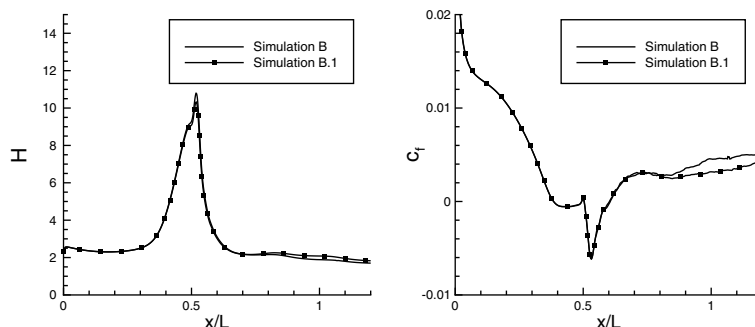 Simulation B
Simulation B.1
H
14
12
10
8
6
4
2
0
0
0.5
1
x/L
Simulation B
Simulation B.1
c_f
0.02
0.01
0
-0.01
0
0.5
1
x/L